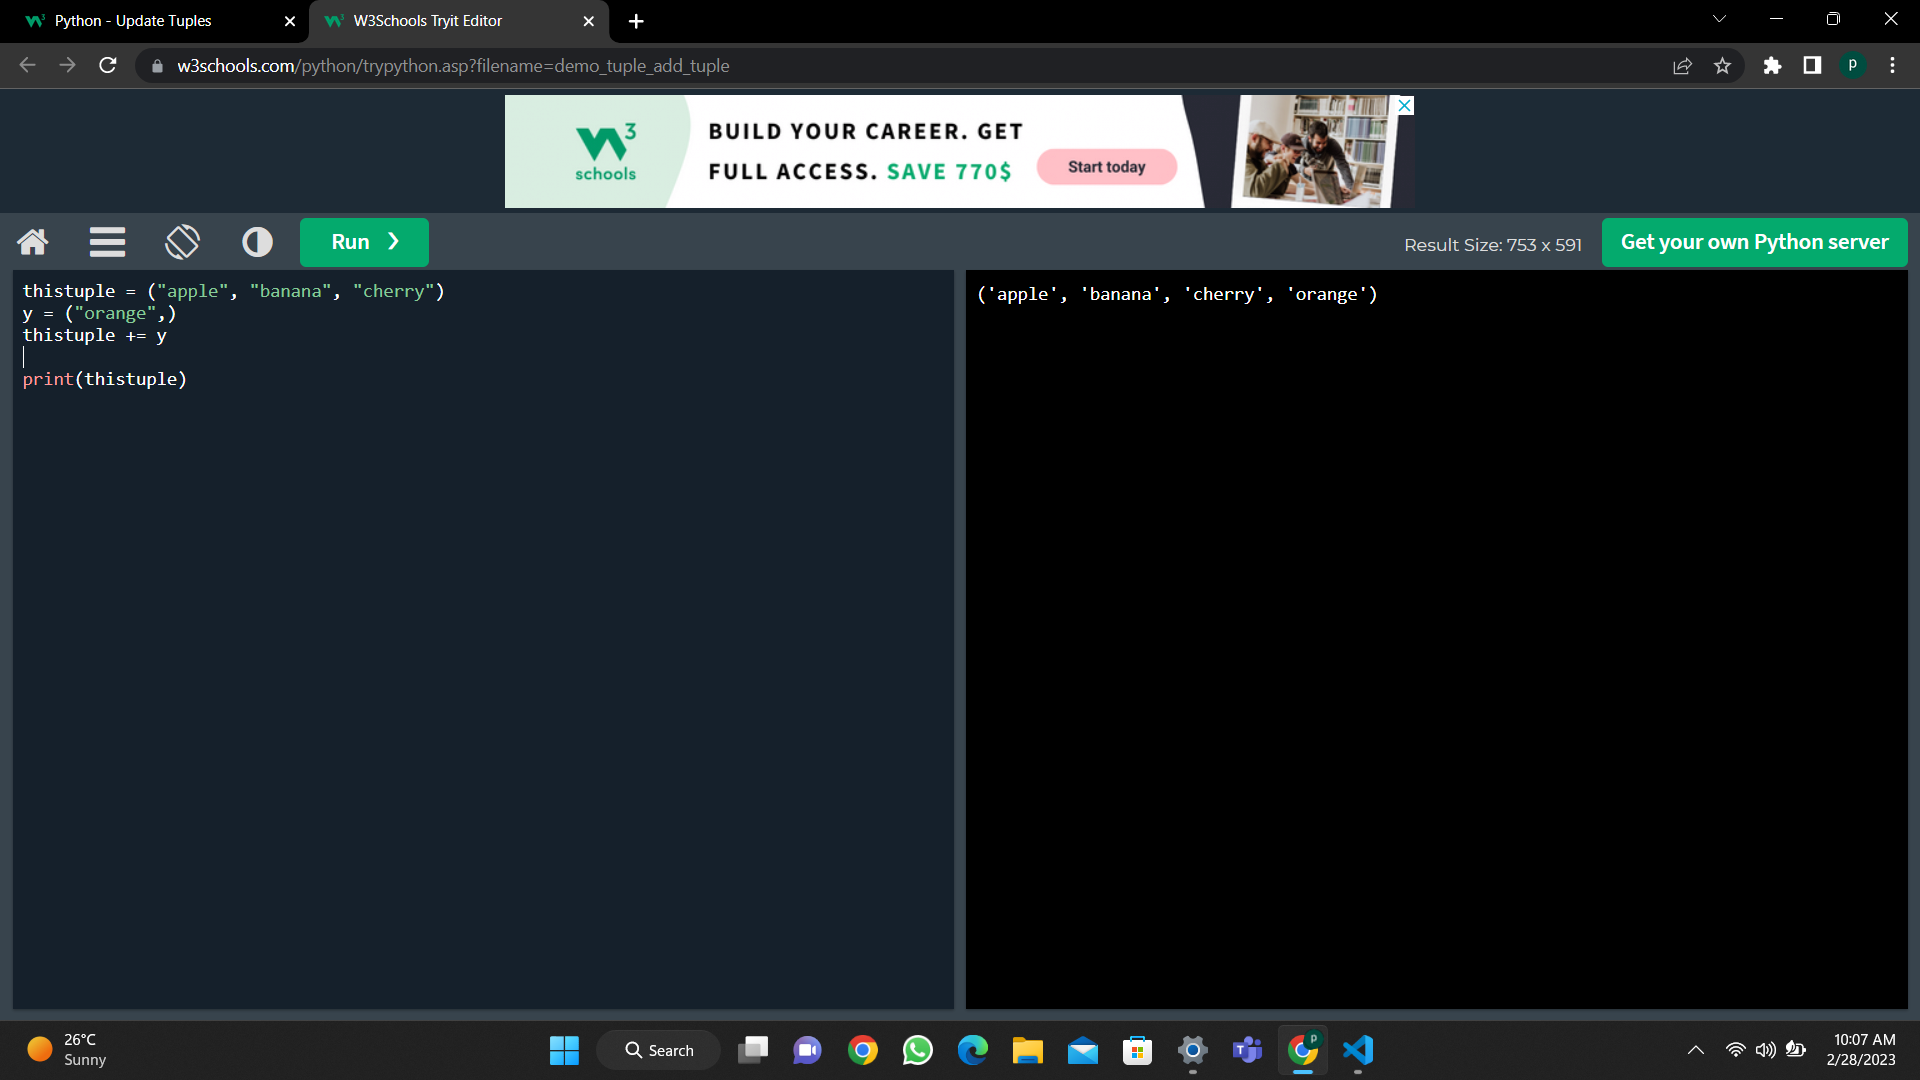 Python - Update Tuples
W3Schools Tryit Editor
w3schools.com/python/trypython.asp?filename=demo_tuple_add_tuple
P
W3
schools
BUILD YOUR CAREER. GET
FULL ACCESS. SAVE 770$
Start today
Run ❯
Result Size: 753 x 591
Get your own Python server
thistuple = ("apple", "banana", "cherry")
y = ("orange",)
thistuple += y
print(thistuple)
('apple', 'banana', 'cherry', 'orange')
26°C
Sunny
Search
P
10:07 AM
2/28/2023